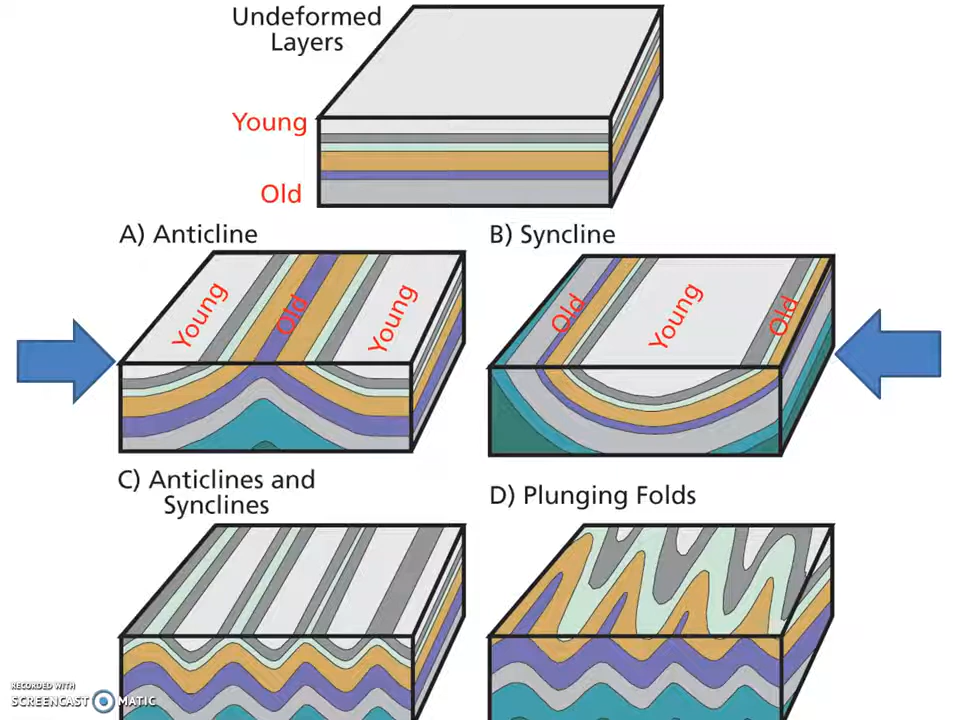 Undeformed
Layers
Young
Old
A) Anticline
B) Syncline
Young
Old
Young
Old
Young
Old
C) Anticlines and
Synclines
D) Plunging Folds
RECORDED WITH
SCREENCAST MATIC